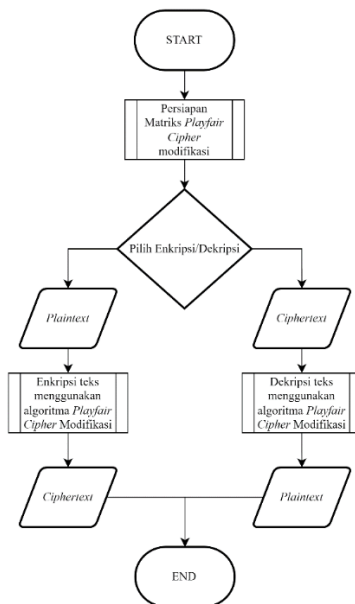 START
Persiapan
Matriks Playfair
Cipher
modifikasi
Pilih Enkripsi/Dekripsi
Plaintext
Ciphertext
Enkripsi teks
menggunakan
algoritma Playfair
Cipher Modifikasi
Dekripsi teks
menggunakan
algoritma Playfair
Cipher Modifikasi
Ciphertext
Plaintext
END